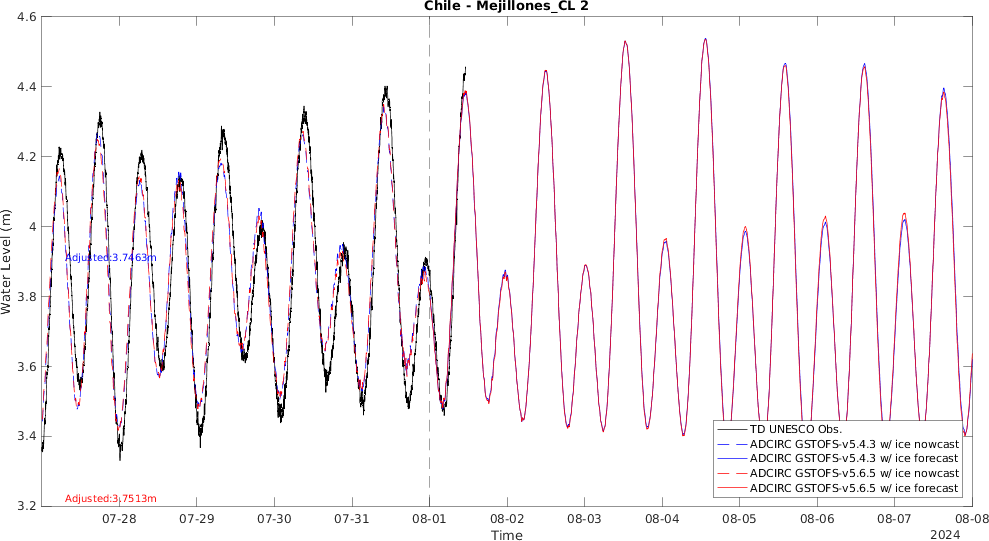 Chile - Mejillones_CL 2
4.6
4.4
4.2
4
3.8
3.6
3.4
3.2
Water Level (m)
Adjusted:3.7463m
Adjusted:3.7513m
TD UNESCO Obs.
ADCIRC GSTOFS-v5.4.3 w/ ice nowcast
ADCIRC GSTOFS-v5.4.3 w/ ice forecast
ADCIRC GSTOFS-v5.6.5 w/ ice nowcast
ADCIRC GSTOFS-v5.6.5 w/ ice forecast
07-28 07-29 07-30 07-31 08-01 08-02 08-03 08-04 08-05 08-06 08-07 08-08
Time
2024